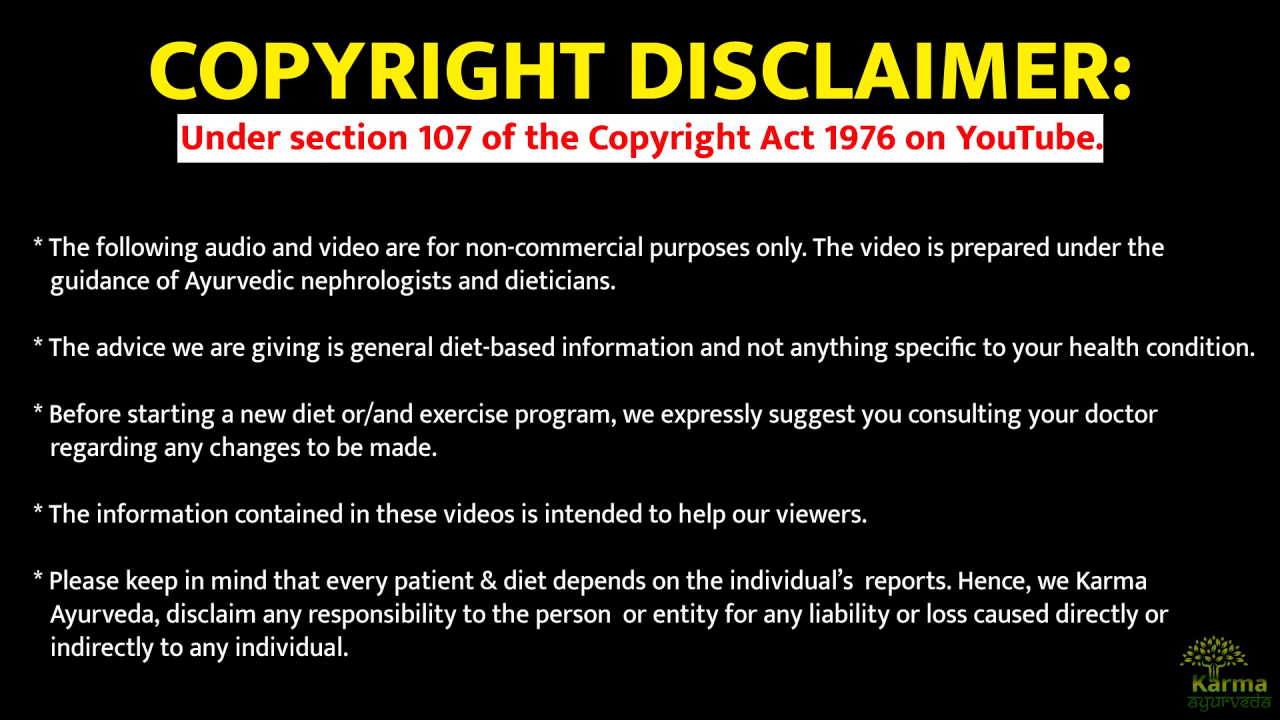 COPYRIGHT DISCLAIMER:
Under section 107 of the Copyright Act 1976 on YouTube.
* The following audio and video are for non-commercial purposes only. The video is prepared under the
guidance of Ayurvedic nephrologists and dieticians.
* The advice we are giving is general diet-based information and not anything specific to your health condition.
* Before starting a new diet or/and exercise program, we expressly suggest you consulting your doctor
regarding any changes to be made.
* The information contained in these videos is intended to help our viewers.
* Please keep in mind that every patient & diet depends on the individual’s reports. Hence, we Karma
Ayurveda, disclaim any responsibility to the person or entity for any liability or loss caused directly or
indirectly to any individual.
Karma
ayurveda